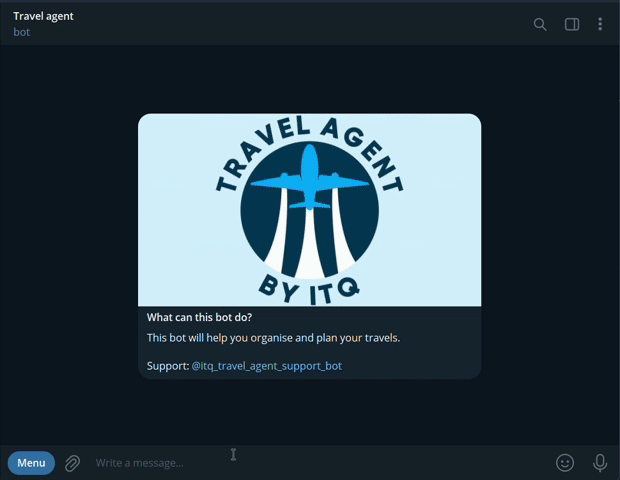 Travel agent
bot
TRAVEL AGENT
BY ITQ
What can this bot do?
This bot will help you organise and plan your travels.
Support: @itq_travel_agent_support_bot
Menu
Write a message...